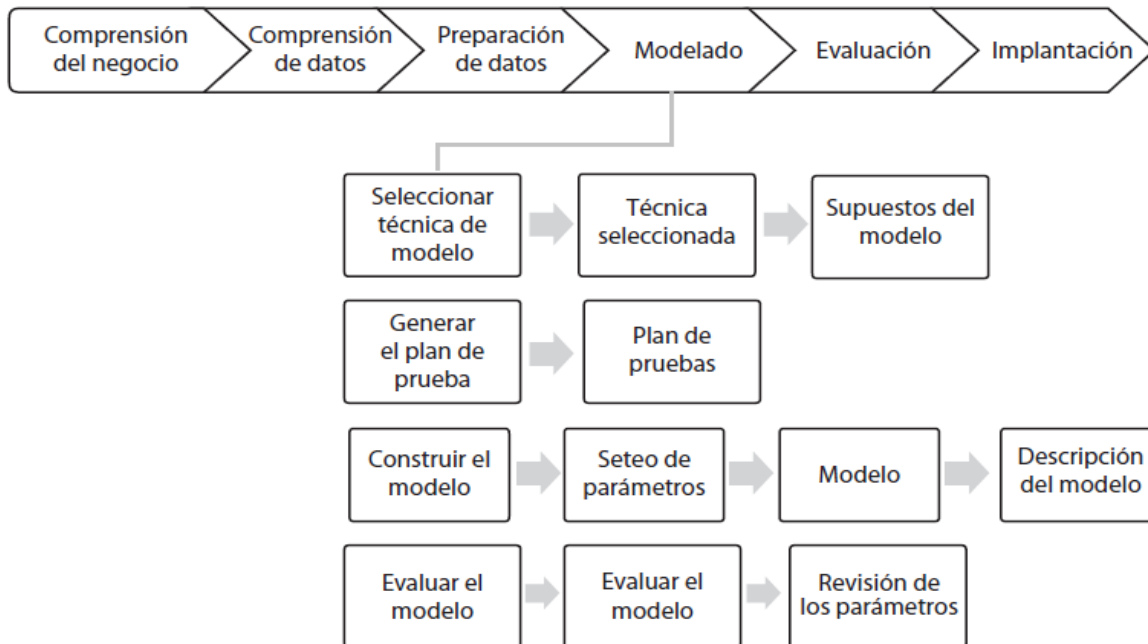 Comprensión
del negocio
Comprensión
de datos
Preparación
de datos
Modelado
Evaluación
Implantación
Seleccionar
técnica de
modelo
Técnica
seleccionada
Supuestos del
modelo
Generar
el plan de
prueba
Plan de
pruebas
Construir el
modelo
Seteo de
parámetros
Modelo
Descripción
del modelo
Evaluar el
modelo
Evaluar el
modelo
Revisión de
los parámetros